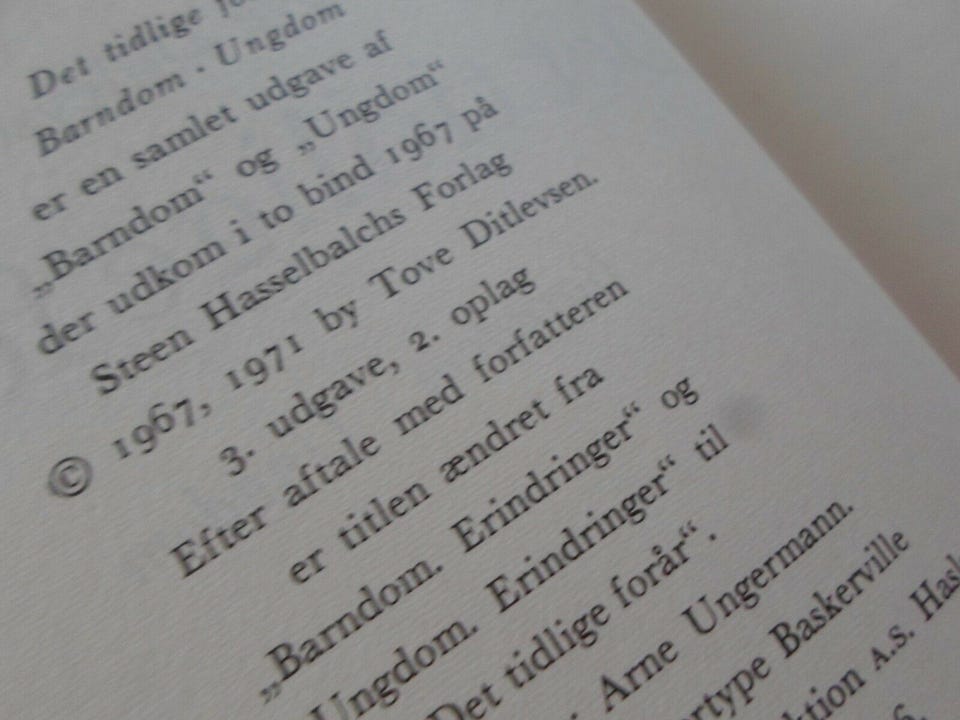 Det tidlige
Barndom · Ungdom
er en samlet udgave af
„Barndom“ og „Ungdom“
der udkom i to bind 1967 på
Steen Hasselbalchs Forlag
© 1967, 1971 by Tove Ditlevsen.
3. udgave, 2. oplag
Efter aftale med forfatteren
er titlen ændret fra
„Barndom. Erindringer“ og
Ungdom. Erindringer“ til
Det tidlige forår“.
Arne Ungermann.
Baskerville
a.s.